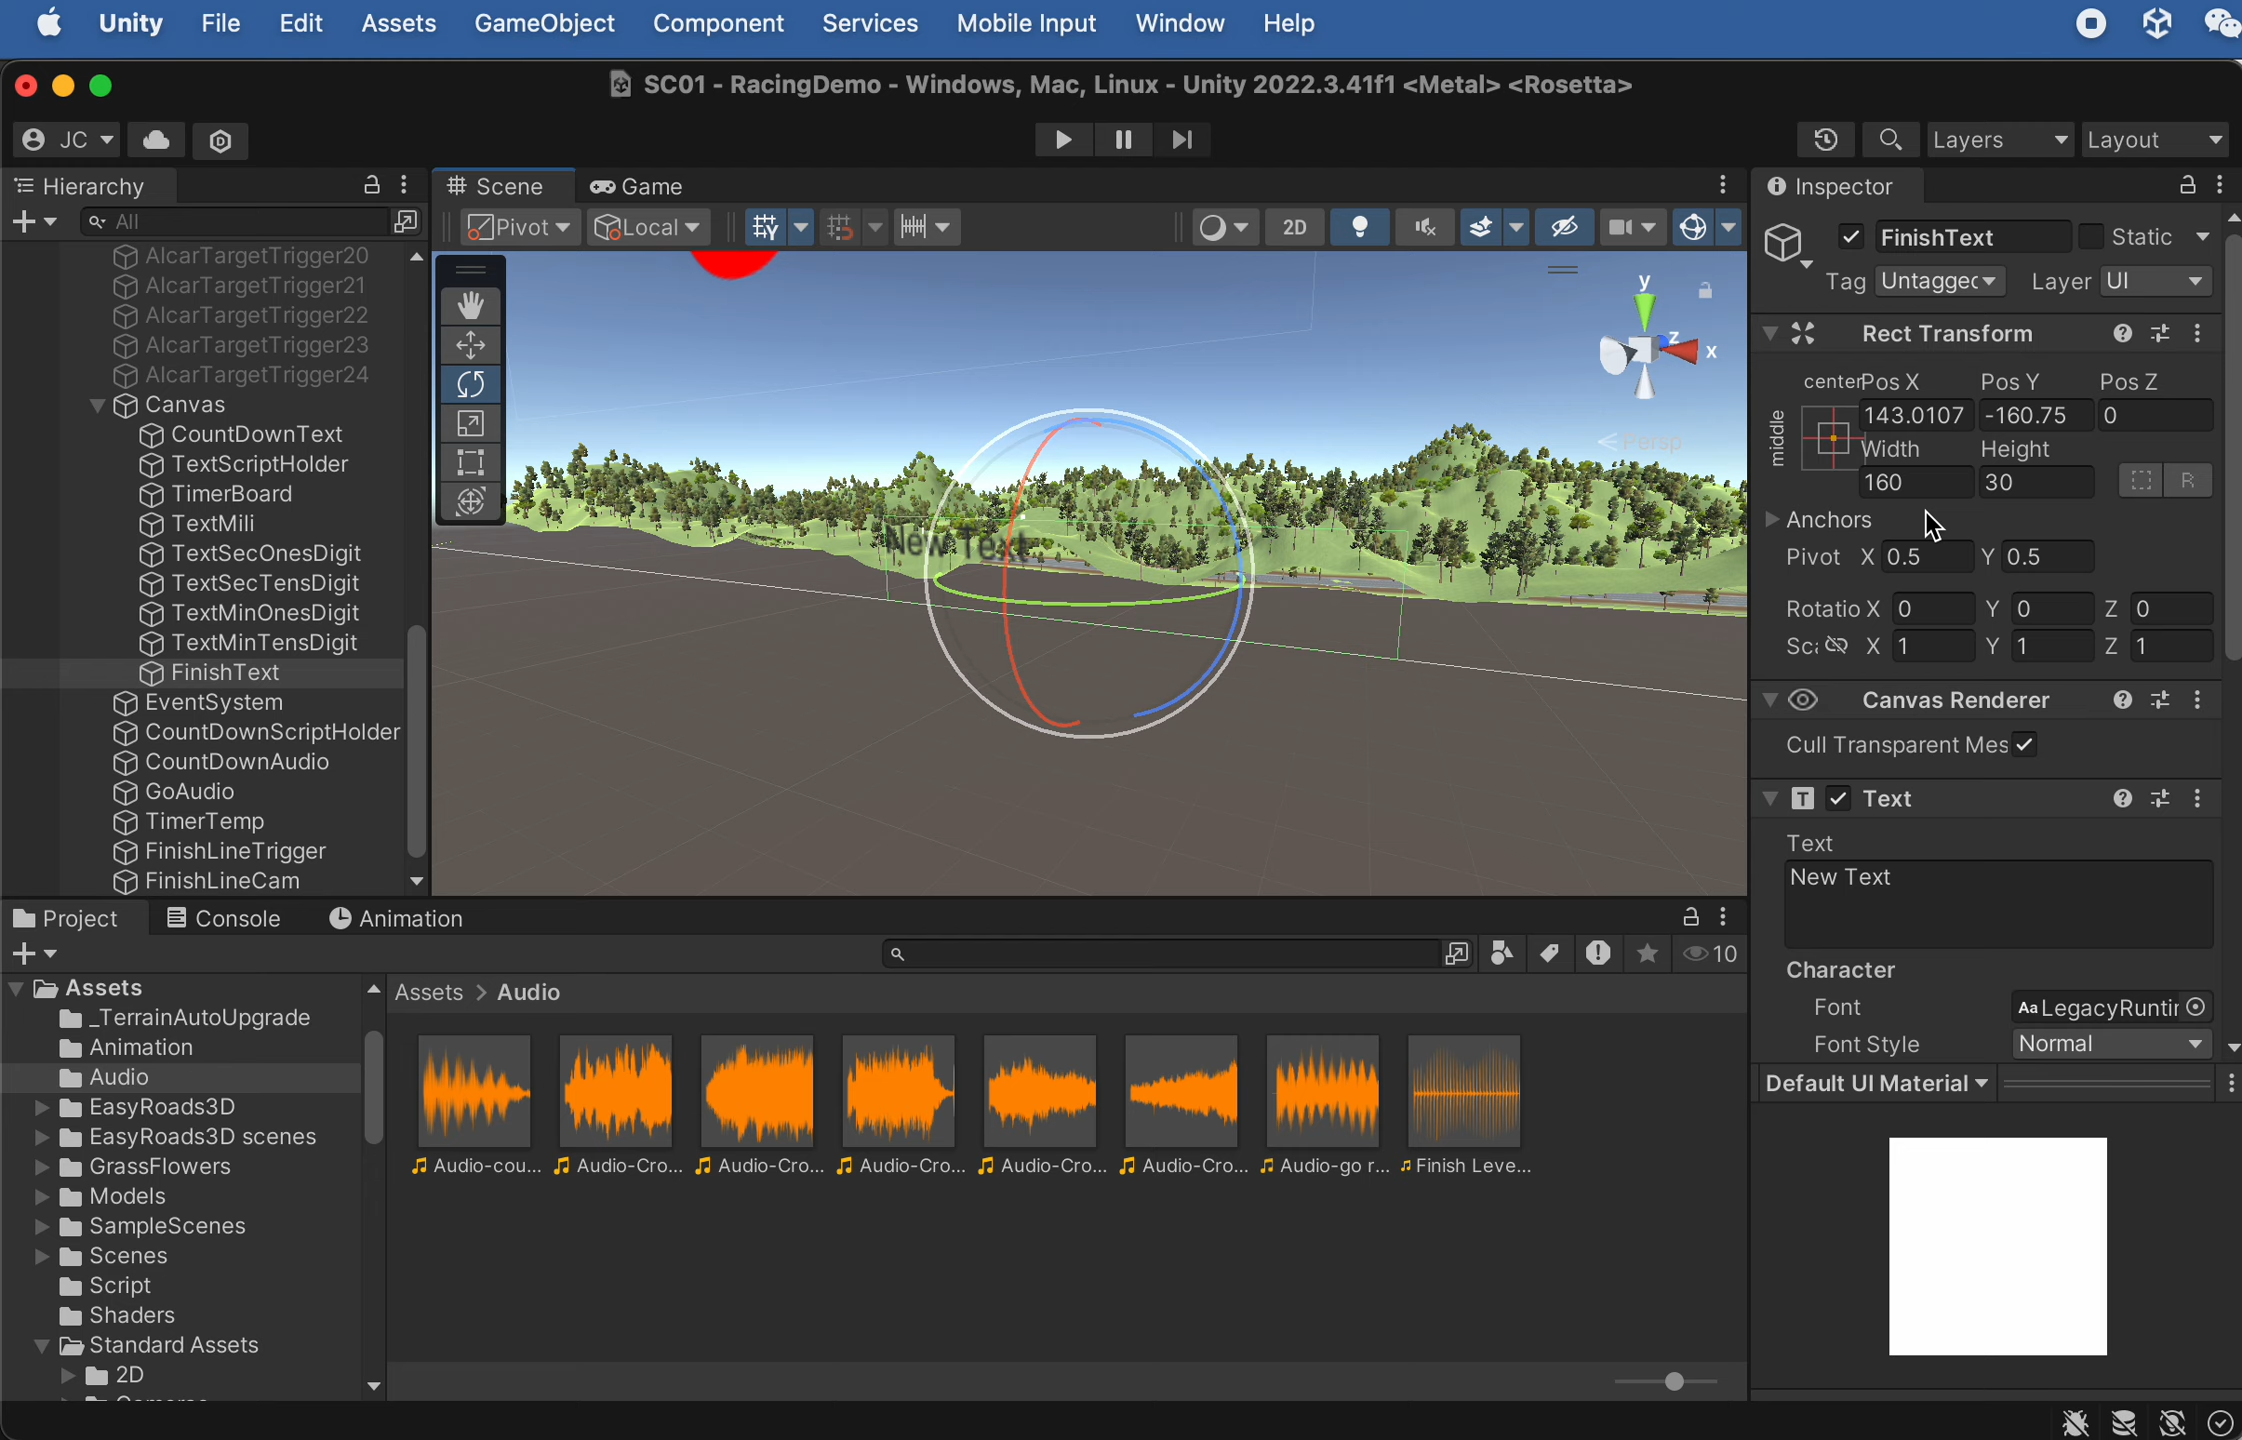 Unity File Edit Assets GameObject Component Services Mobile Input Window Help
SC01 - RacingDemo - Windows, Mac, Linux - Unity 2022.3.41f1 <Metal> <Rosetta>
JC
Layers Layout
Hierarchy
All
AIcarTargetTrigger20
AIcarTargetTrigger21
AIcarTargetTrigger22
AIcarTargetTrigger23
AIcarTargetTrigger24
Canvas
CountDownText
TextScriptHolder
TimerBoard
TextMili
TextSecOnesDigit
TextSecTensDigit
TextMinOnesDigit
TextMinTensDigit
FinishText
EventSystem
CountDownScriptHolder
CountDownAudio
GoAudio
TimerTemp
FinishLineTrigger
FinishLineCam
Scene Game
Pivot Local 2D
y
z
x
Persp
New Text
Inspector
FinishText Static
Tag Untagged Layer UI
Rect Transform
center Pos X Pos Y Pos Z
middle
143.0107 -160.75 0
Width Height
160 30 R
Anchors
Pivot X 0.5 Y 0.5
Rotatio X 0 Y 0 Z 0
Sca X 1 Y 1 Z 1
Canvas Renderer
Cull Transparent Mes
Text
Text
New Text
Character
Font Aa LegacyRuntir
Font Style Normal
Default UI Material
Project Console Animation
10
Assets
_TerrainAutoUpgrade
Animation
Audio
EasyRoads3D
EasyRoads3D scenes
GrassFlowers
Models
SampleScenes
Scenes
Script
Shaders
Standard Assets
2D
Assets > Audio
Audio-cou... Audio-Cro... Audio-Cro... Audio-Cro... Audio-Cro... Audio-Cro... Audio-go r... Finish Leve...